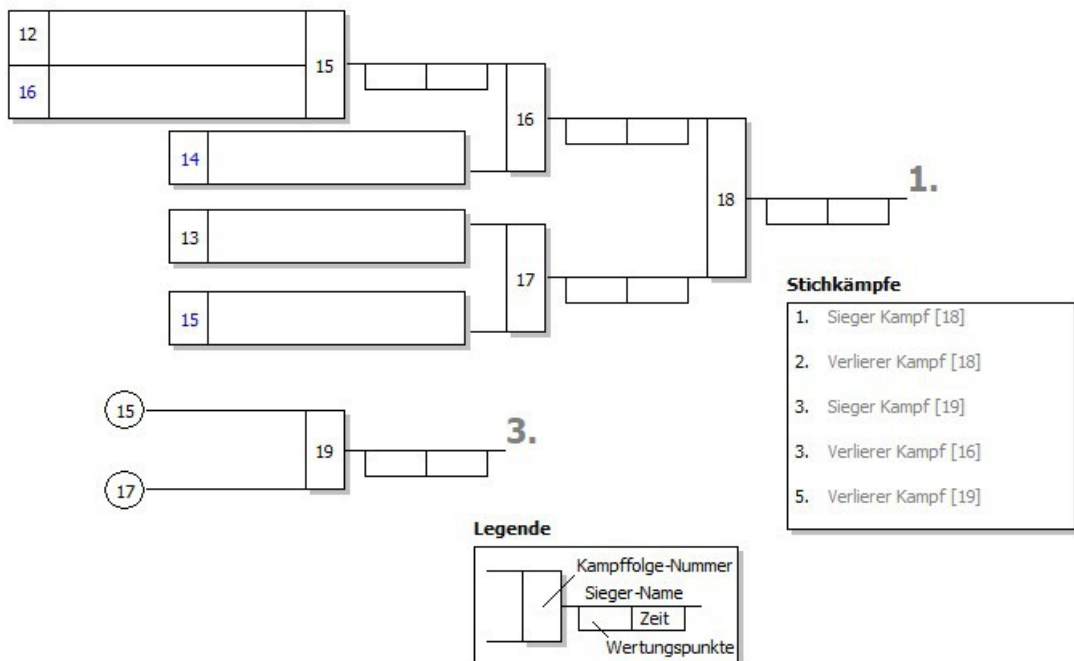 12
15
16
16
14
18
1.
13
17
15
Stichkämpfe
1. Sieger Kampf [18]
2. Verlierer Kampf [18]
3. Sieger Kampf [19]
3. Verlierer Kampf [16]
5. Verlierer Kampf [19]
15
19
3.
17
Legende
Kampffolge-Nummer
Sieger-Name
Zeit
Wertungspunkte